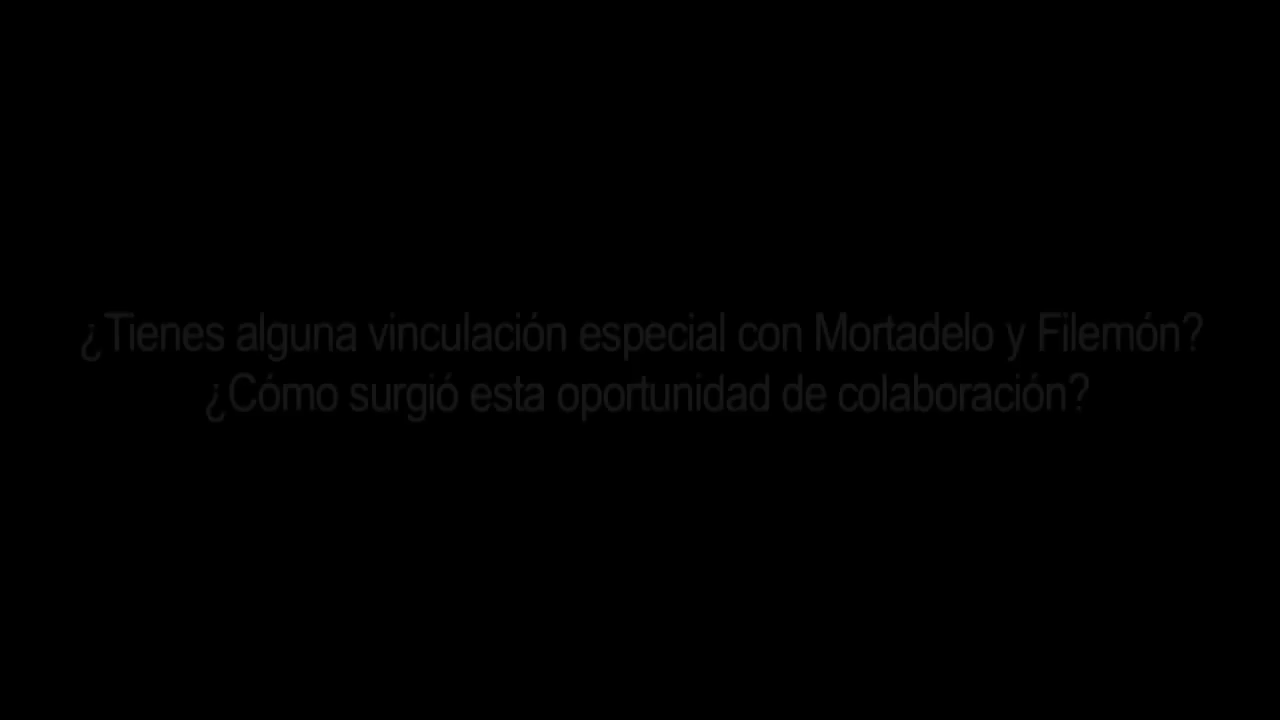 ¿Tienes alguna vinculación especial con Mortadelo y Filemón?
¿Cómo surgió esta oportunidad de colaboración?